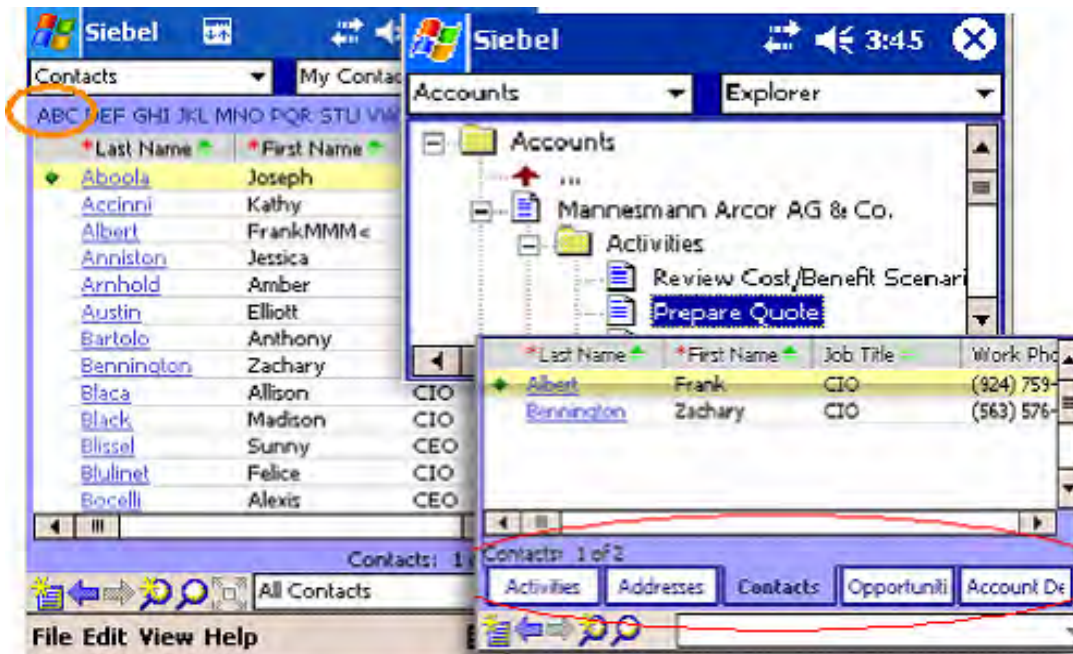 Siebel
Contacts My Contac
ABC DEF GHI JKL MNO PQR STU VW
*Last Name *First Name
Aboola Joseph
Accinni Kathy
Albert FrankMMM<
Anniston Jessica
Arnhold Amber
Austin Elliott
Bartolo Anthony
Bennington Zachary
Blaca Allison CIO
Black Madison CIO
Blissel Sunny CEO
Blulinet Felice CIO
Bocelli Alexis CEO
Contacts: 1
All Contacts
File Edit View Help
Siebel 3:45
Accounts Explorer
Accounts
...
Mannesmann Arcor AG & Co.
Activities
Review Cost/Benefit Scenari
Prepare Quote
*Last Name *First Name Job Title Work Pho
Albert Frank CIO (924) 759-
Bennington Zachary CIO (563) 576-
Contacts: 1 of 2
Activities Addresses Contacts Opportuniti Account De